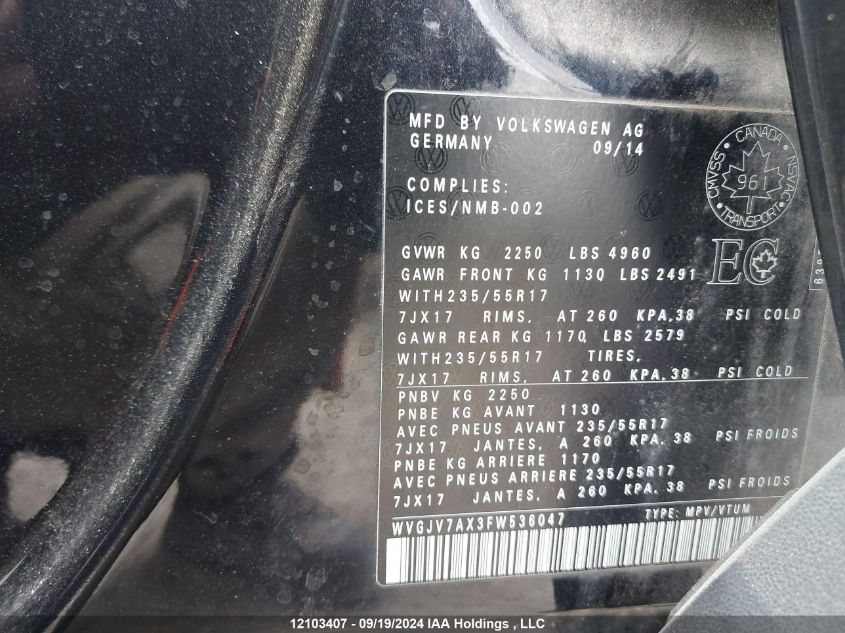 MFD BY VOLKSWAGEN AG
GERMANY 09/14
COMPLIES:
ICES/NMB-002
CANADA
CMVSS
NSVAC
961
TRANSPORT
EC
GVWR KG 2250 LBS 4960
GAWR FRONT KG 1130 LBS 2491
WITH235/55R17
7JX17 RIMS, AT 260 KPA,38 PSI COLD
GAWR REAR KG 1170 LBS 2579
WITH235/55R17 TIRES,
7JX17 RIMS, AT 260 KPA,38 PSI COLD
PNBV KG 2250
PNBE KG AVANT 1130
AVEC PNEUS AVANT 235/55R17
7JX17 JANTES, A 260 KPA, 38 PSI FROIDS
PNBE KG ARRIERE 1170
AVEC PNEUS ARRIERE 235/55R17
7JX17 JANTES, A 260 KPA, 38 PSI FROIDS
WVGJV7AX3FW536047 TYPE: MPV/VTUM
12103407 - 09/19/2024 IAA Holdings , LLC